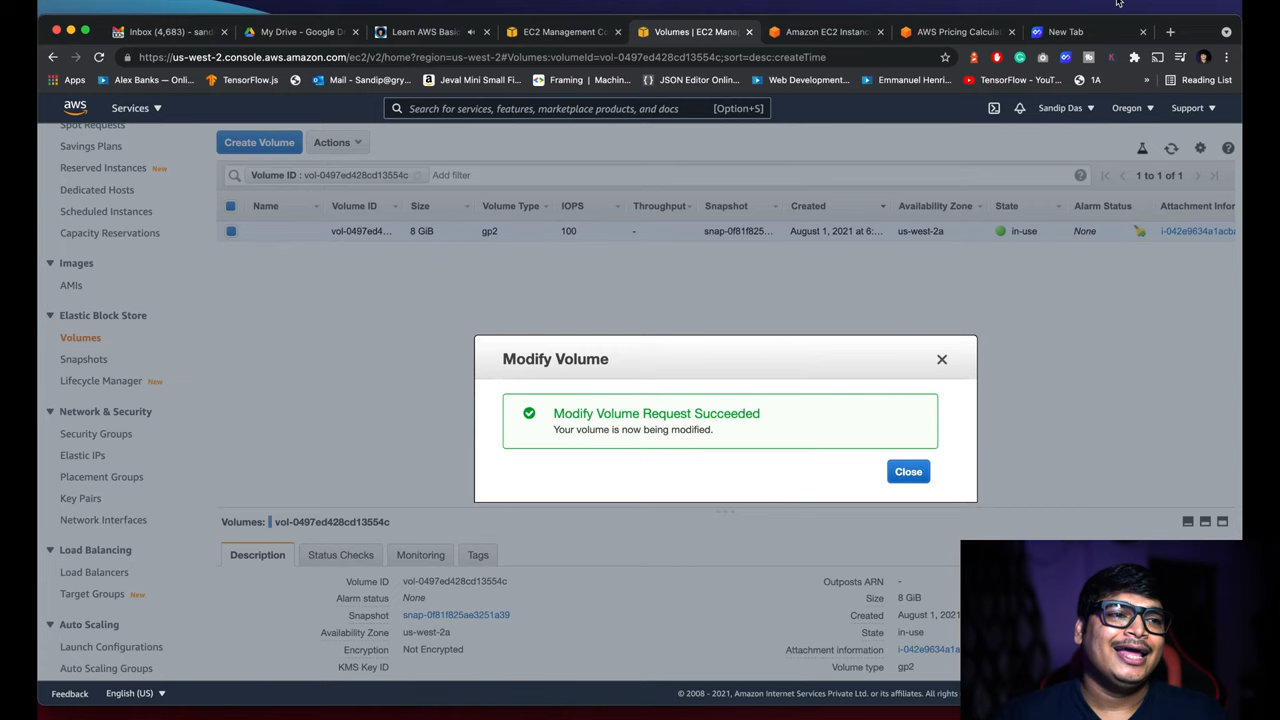 Inbox (4,683) - sand
My Drive - Google D
Learn AWS Basic
EC2 Management Co
Volumes | EC2 Mana
Amazon EC2 Instanc
AWS Pricing Calculat
New Tab
https://us-west-2.console.aws.amazon.com/ec2/v2/home?region=us-west-2#Volumes:volumeId=vol-0497ed428cd13554c;sort=desc:createTime
Apps
Alex Banks — Onli...
TensorFlow.js
Mail - Sandip@gry...
Jeval Mini Small Fi...
Framing | Machin...
JSON Editor Onlin...
Web Development...
Emmanuel Henri...
TensorFlow - YouT...
1A
»
Reading List
aws
Services
Search for services, features, marketplace products, and docs
[Option+S]
Sandip Das
Oregon
Support
Spot Requests
Savings Plans
Reserved Instances New
Dedicated Hosts
Scheduled Instances
Capacity Reservations
Images
AMIs
Elastic Block Store
Volumes
Snapshots
Lifecycle Manager New
Network & Security
Security Groups
Elastic IPs
Placement Groups
Key Pairs
Network Interfaces
Load Balancing
Load Balancers
Target Groups New
Auto Scaling
Launch Configurations
Auto Scaling Groups
Create Volume
Actions
Volume ID : vol-0497ed428cd13554c
Add filter
1 to 1 of 1
Name Volume ID Size Volume Type IOPS Throughput Snapshot Created Availability Zone State Alarm Status Attachment Infor
vol-0497ed4... 8 GiB gp2 100 - snap-0f81f825... August 1, 2021 at 6:... us-west-2a in-use None i-042e9634a1acba
Modify Volume
Modify Volume Request Succeeded
Your volume is now being modified.
Close
Volumes: vol-0497ed428cd13554c
Description
Status Checks
Monitoring
Tags
Volume ID vol-0497ed428cd13554c
Alarm status None
Snapshot snap-0f81f825ae3251a39
Availability Zone us-west-2a
Encryption Not Encrypted
KMS Key ID
Outposts ARN -
Size 8 GiB
Created August 1, 202
State in-use
Attachment information i-042e9634a1a
Volume type gp2
Feedback
English (US)
© 2008 - 2021, Amazon Internet Services Private Ltd. or its affiliates. All rights